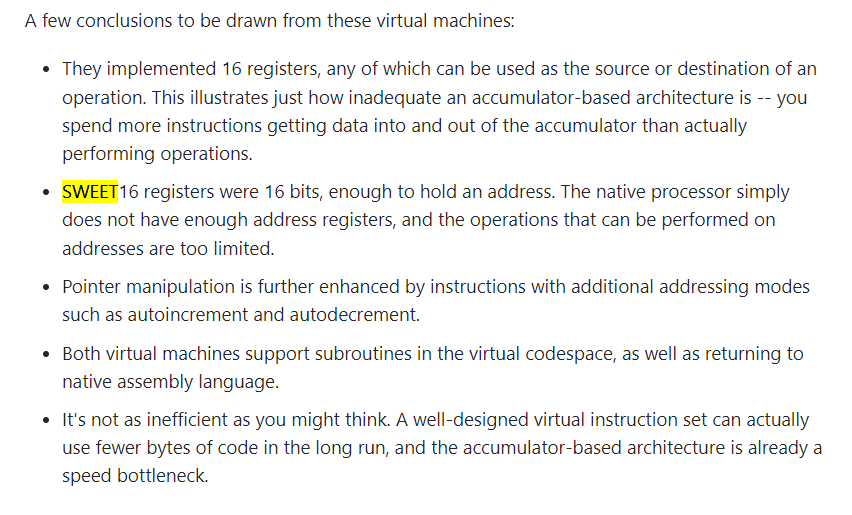 A few conclusions to be drawn from these virtual machines:
• They implemented 16 registers, any of which can be used as the source or destination of an
operation. This illustrates just how inadequate an accumulator-based architecture is -- you
spend more instructions getting data into and out of the accumulator than actually
performing operations.
• SWEET16 registers were 16 bits, enough to hold an address. The native processor simply
does not have enough address registers, and the operations that can be performed on
addresses are too limited.
• Pointer manipulation is further enhanced by instructions with additional addressing modes
such as autoincrement and autodecrement.
• Both virtual machines support subroutines in the virtual codespace, as well as returning to
native assembly language.
• It's not as inefficient as you might think. A well-designed virtual instruction set can actually
use fewer bytes of code in the long run, and the accumulator-based architecture is already a
speed bottleneck.